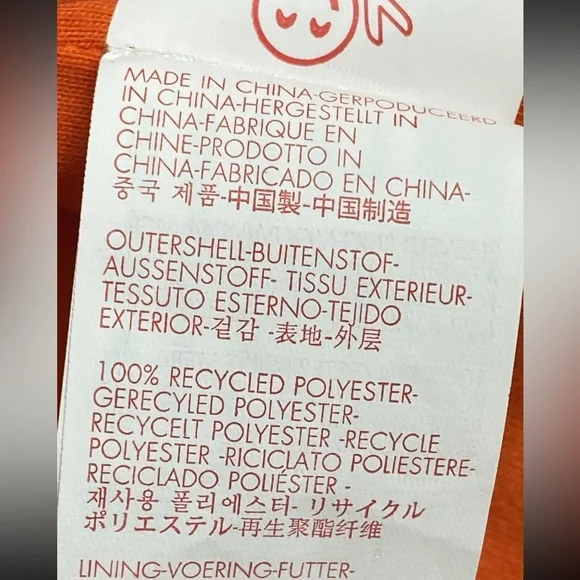 MADE IN CHINA-GERPODUCEERD
IN CHINA-HERGESTELLT IN
CHINA-FABRIQUE EN
CHINE-PRODOTTO IN
CHINA-FABRICADO EN CHINA-
중국 제품-中国製-中国制造
OUTERSHELL-BUITENSTOF-
AUSSENSTOFF- TISSU EXTERIEUR-
TESSUTO ESTERNO-TEJIDO
EXTERIOR-겉감 -表地-外层
100% RECYCLED POLYESTER-
GERECYLED POLYESTER-
RECYCELT POLYESTER -RECYCLE
POLYESTER -RICICLATO POLIESTERE-
RECICLADO POLIÉSTER -
재사용 폴리에스터- リサイクル
ポリエステル-再生聚酯纤维
LINING-VOERING-FUTTER-